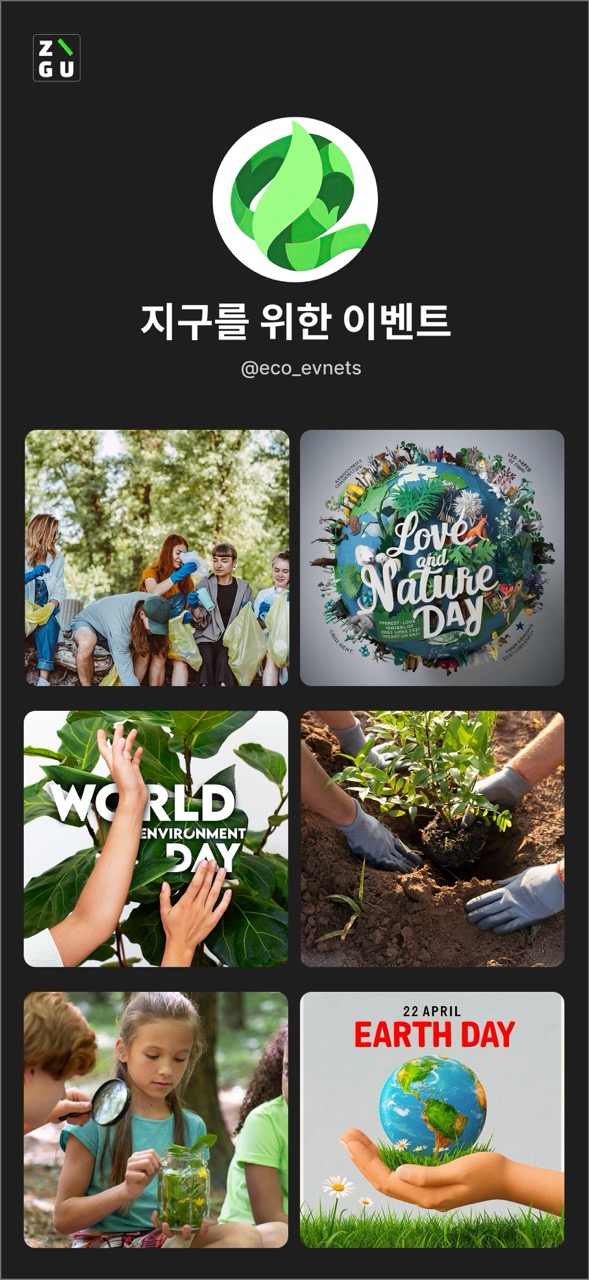 Z
GU
지구를 위한 이벤트
@eco_evnets
Love
and
Nature
DAY
WORLD
ENVIRONMENT
DAY
22 APRIL
EARTH DAY